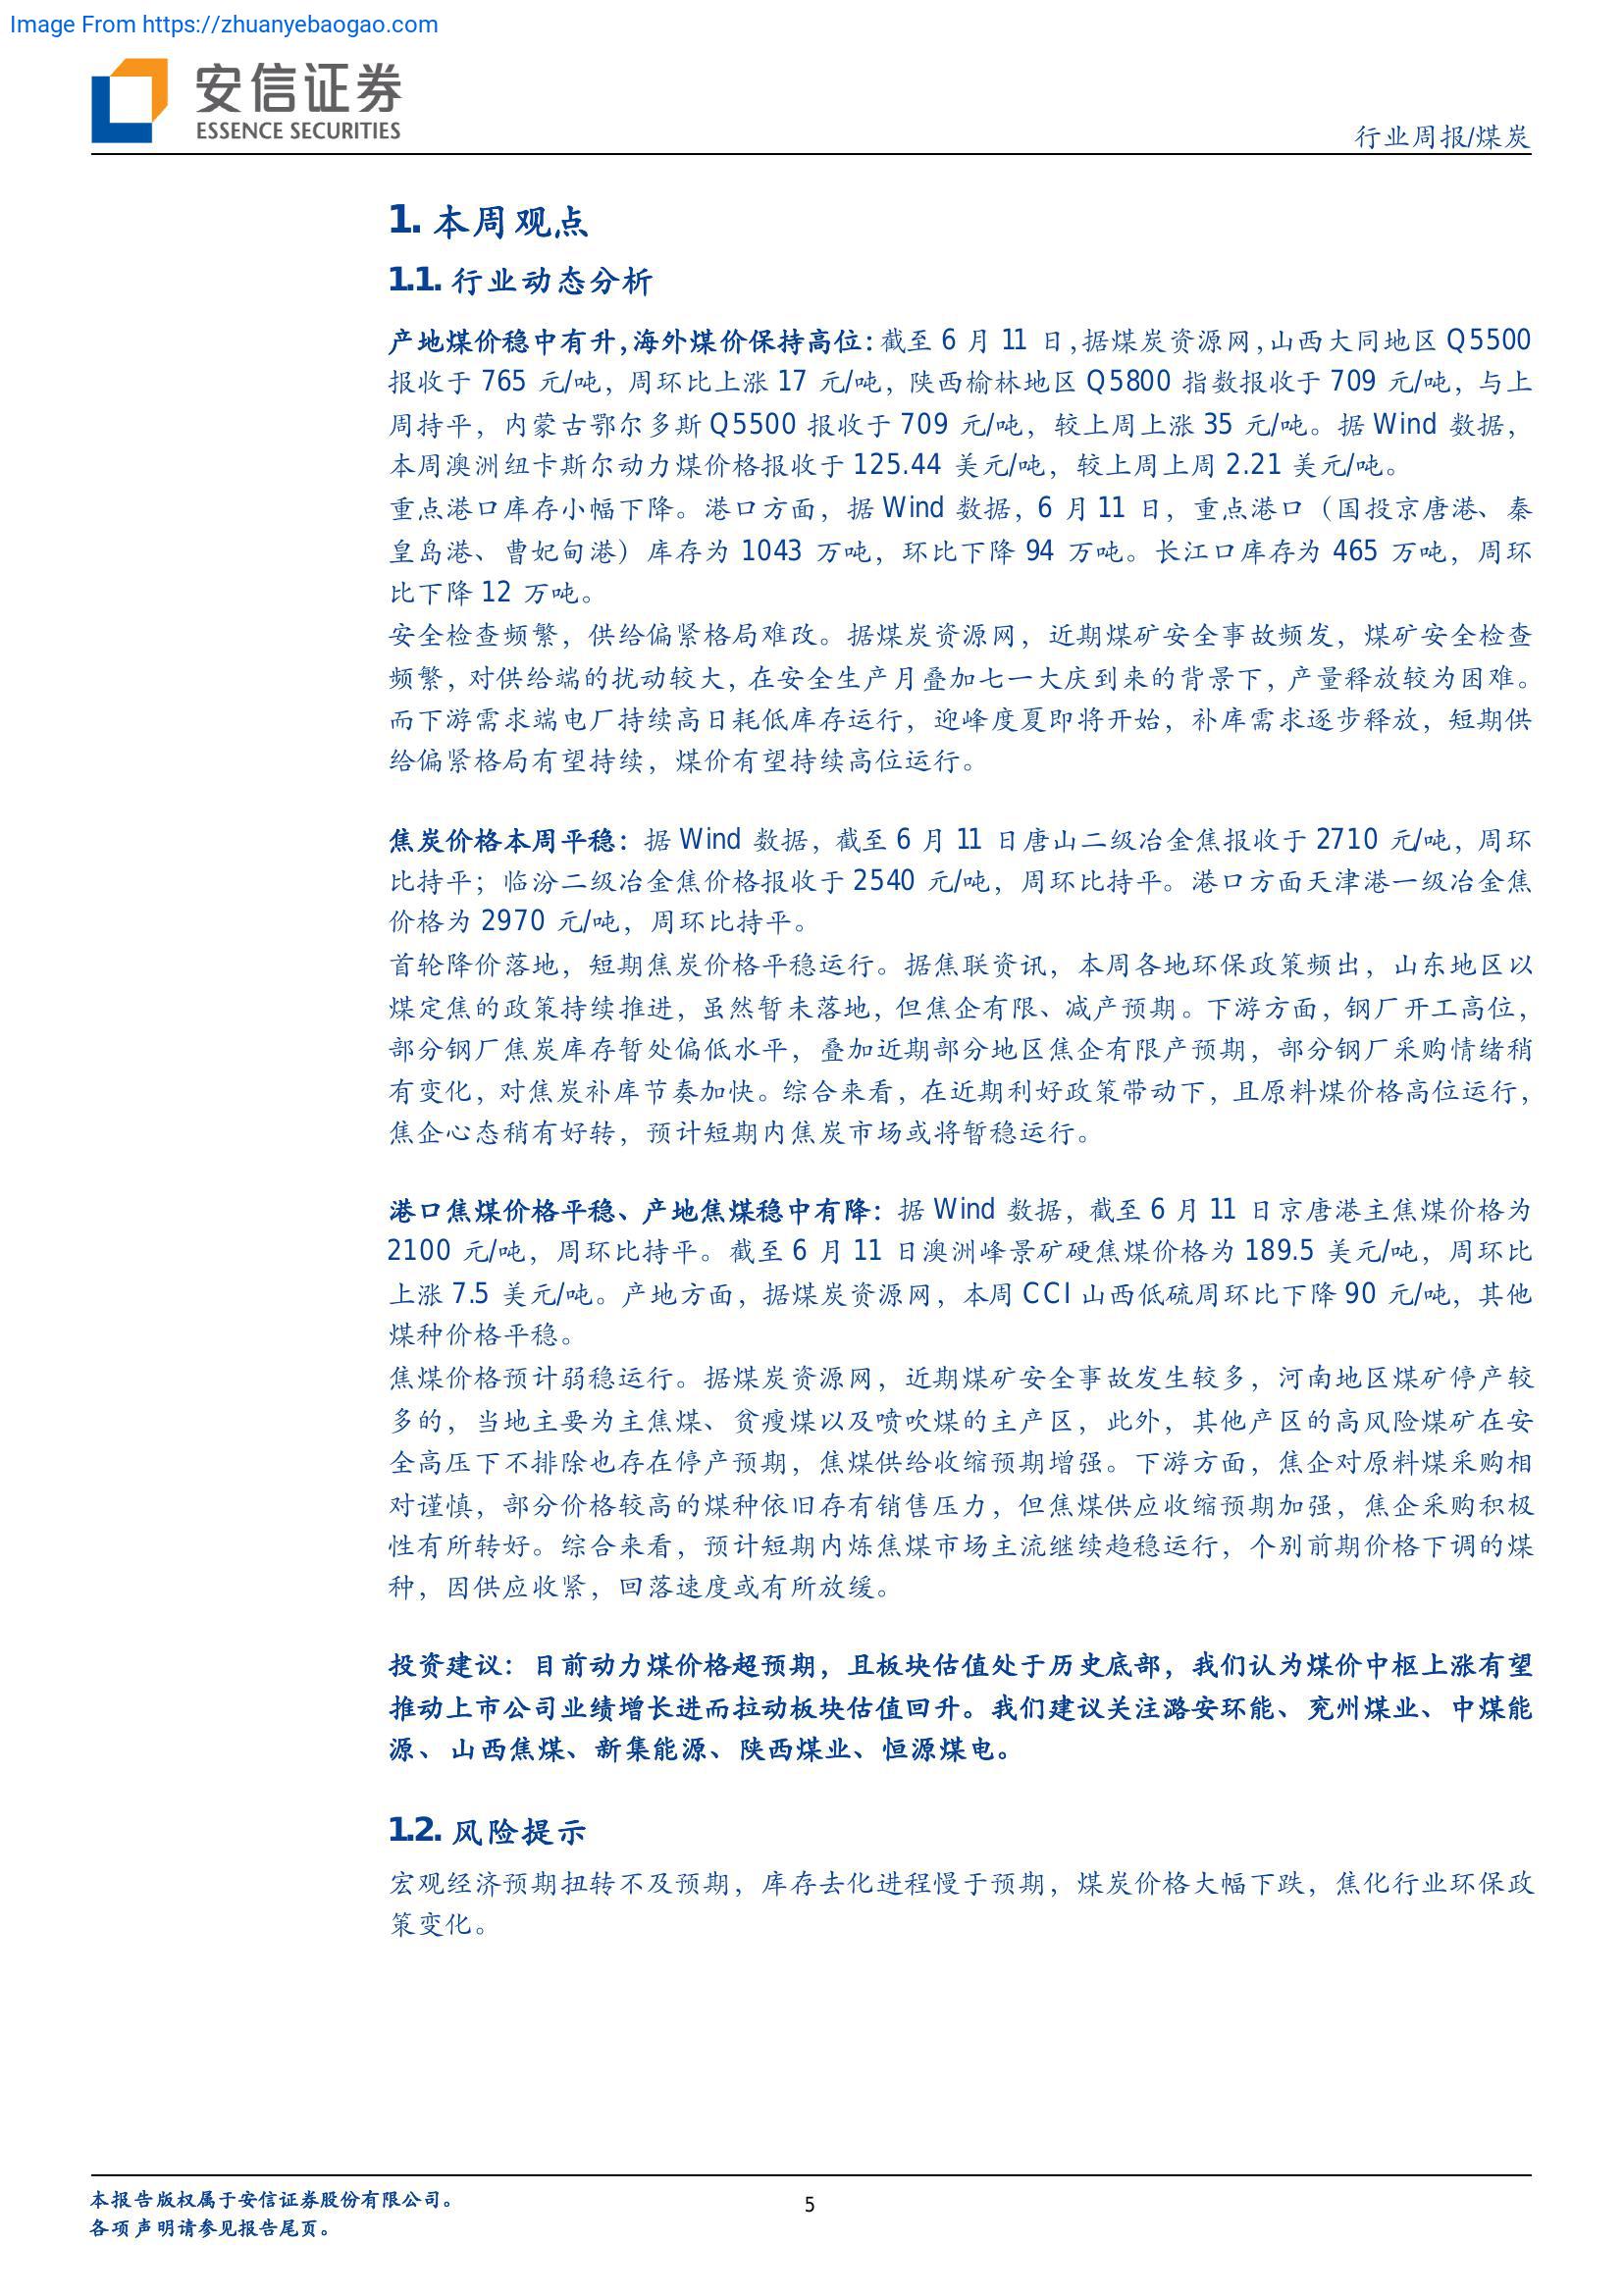 Image From https://zhuanyebaogao.com
安信证券
ESSENCE SECURITIES
行业周报/煤炭
1. 本周观点
1.1. 行业动态分析
产地煤价稳中有升，海外煤价保持高位：截至 6 月 11 日，据煤炭资源网，山西大同地区 Q5500
报收于 765 元/吨，周环比上涨 17 元/吨，陕西榆林地区 Q5800 指数报收于 709 元/吨，与上
周持平，内蒙古鄂尔多斯 Q5500 报收于 709 元/吨，较上周上涨 35 元/吨。据 Wind 数据，
本周澳洲纽卡斯尔动力煤价格报收于 125.44 美元/吨，较上周上周 2.21 美元/吨。
重点港口库存小幅下降。港口方面，据 Wind 数据，6 月 11 日，重点港口（国投京唐港、秦
皇岛港、曹妃甸港）库存为 1043 万吨，环比下降 94 万吨。长江口库存为 465 万吨，周环
比下降 12 万吨。
安全检查频繁，供给偏紧格局难改。据煤炭资源网，近期煤矿安全事故频发，煤矿安全检查
频繁，对供给端的扰动较大，在安全生产月叠加七一大庆到来的背景下，产量释放较为困难。
而下游需求端电厂持续高日耗低库存运行，迎峰度夏即将开始，补库需求逐步释放，短期供
给偏紧格局有望持续，煤价有望持续高位运行。
焦炭价格本周平稳：据 Wind 数据，截至 6 月 11 日唐山二级冶金焦报收于 2710 元/吨，周环
比持平；临汾二级冶金焦价格报收于 2540 元/吨，周环比持平。港口方面天津港一级冶金焦
价格为 2970 元/吨，周环比持平。
首轮降价落地，短期焦炭价格平稳运行。据焦联资讯，本周各地环保政策频出，山东地区以
煤定焦的政策持续推进，虽然暂未落地，但焦企有限、减产预期。下游方面，钢厂开工高位，
部分钢厂焦炭库存暂处偏低水平，叠加近期部分地区焦企有限产预期，部分钢厂采购情绪稍
有变化，对焦炭补库节奏加快。综合来看，在近期利好政策带动下，且原料煤价格高位运行，
焦企心态稍有好转，预计短期内焦炭市场或将暂稳运行。
港口焦煤价格平稳、产地焦煤稳中有降：据 Wind 数据，截至 6 月 11 日京唐港主焦煤价格为
2100 元/吨，周环比持平。截至 6 月 11 日澳洲峰景矿硬焦煤价格为 189.5 美元/吨，周环比
上涨 7.5 美元/吨。产地方面，据煤炭资源网，本周 CCI 山西低硫周环比下降 90 元/吨，其他
煤种价格平稳。
焦煤价格预计弱稳运行。据煤炭资源网，近期煤矿安全事故发生较多，河南地区煤矿停产较
多的，当地主要为主焦煤、贫瘦煤以及喷吹煤的主产区，此外，其他产区的高风险煤矿在安
全高压下不排除也存在停产预期，焦煤供给收缩预期增强。下游方面，焦企对原料煤采购相
对谨慎，部分价格较高的煤种依旧存有销售压力，但焦煤供应收缩预期加强，焦企采购积极
性有所转好。综合来看，预计短期内炼焦煤市场主流继续趋稳运行，个别前期价格下调的煤
种，因供应收紧，回落速度或有所放缓。
投资建议：目前动力煤价格超预期，且板块估值处于历史底部，我们认为煤价中枢上涨有望
推动上市公司业绩增长进而拉动板块估值回升。我们建议关注潞安环能、兖州煤业、中煤能
源、山西焦煤、新集能源、陕西煤业、恒源煤电。
1.2. 风险提示
宏观经济预期扭转不及预期，库存去化进程慢于预期，煤炭价格大幅下跌，焦化行业环保政
策变化。
本报告版权属于安信证券股份有限公司。
各项声明请参见报告尾页。
5